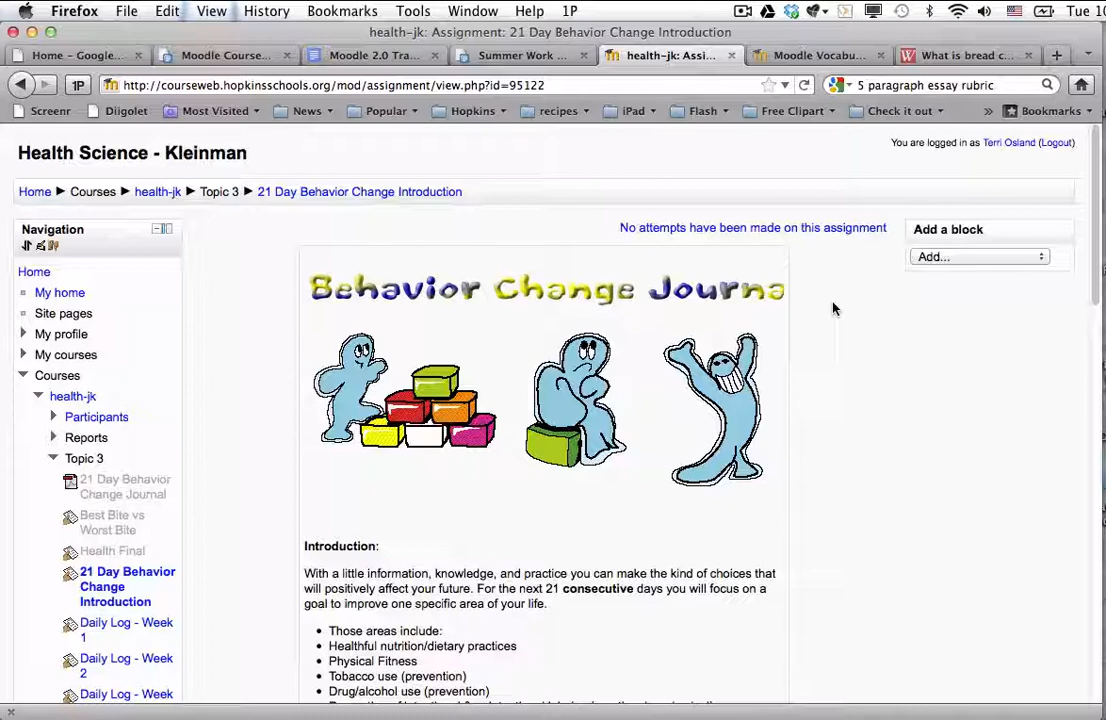 Firefox File Edit View History Bookmarks Tools Window Help 1P Tue 10
health-jk: Assignment: 21 Day Behavior Change Introduction
Home - Google... Moodle Course... Moodle 2.0 Tra... Summer Work ... health-jk: Assi... Moodle Vocabu... What is bread c...
1P http://courseweb.hopkinsschools.org/mod/assignment/view.php?id=95122 5 paragraph essay rubric
Screenr Diigolet Most Visited News Popular Hopkins recipes iPad Flash Free Clipart Check it out » Bookmarks
Health Science - Kleinman
You are logged in as Terri Osland (Logout)
Home ► Courses ► health-jk ► Topic 3 ► 21 Day Behavior Change Introduction
Navigation
No attempts have been made on this assignment
Add a block
Add...
Home
My home
Site pages
My profile
My courses
Courses
health-jk
Participants
Reports
Topic 3
21 Day Behavior
Change Journal
Best Bite vs
Worst Bite
Health Final
21 Day Behavior
Change
Introduction
Daily Log - Week
1
Daily Log - Week
2
Daily Log - Week
Behavior Change Journa
Introduction:
With a little information, knowledge, and practice you can make the kind of choices that
will positively affect your future. For the next 21 consecutive days you will focus on a
goal to improve one specific area of your life.
• Those areas include:
• Healthful nutrition/dietary practices
• Physical Fitness
• Tobacco use (prevention)
• Drug/alcohol use (prevention)